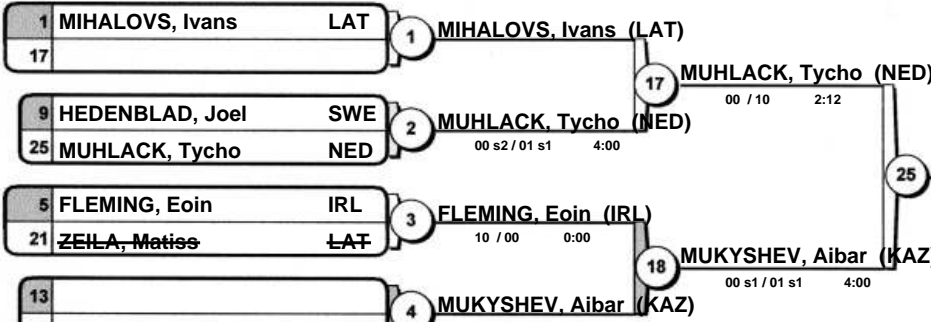 1 MIHALOVS, Ivans LAT
17
1 MIHALOVS, Ivans (LAT)
17 MUHLACK, Tycho (NED)
00 / 10 2:12
9 HEDENBLAD, Joel SWE
25 MUHLACK, Tycho NED
2 MUHLACK, Tycho (NED)
00 s2 / 01 s1 4:00
25
5 FLEMING, Eoin IRL
21 ZEILA, Matiss LAT
3 FLEMING, Eoin (IRL)
10 / 00 0:00
18 MUKYSHEV, Aibar (KAZ)
00 s1 / 01 s1 4:00
13
4 MUKYSHEV, Aibar (KAZ)